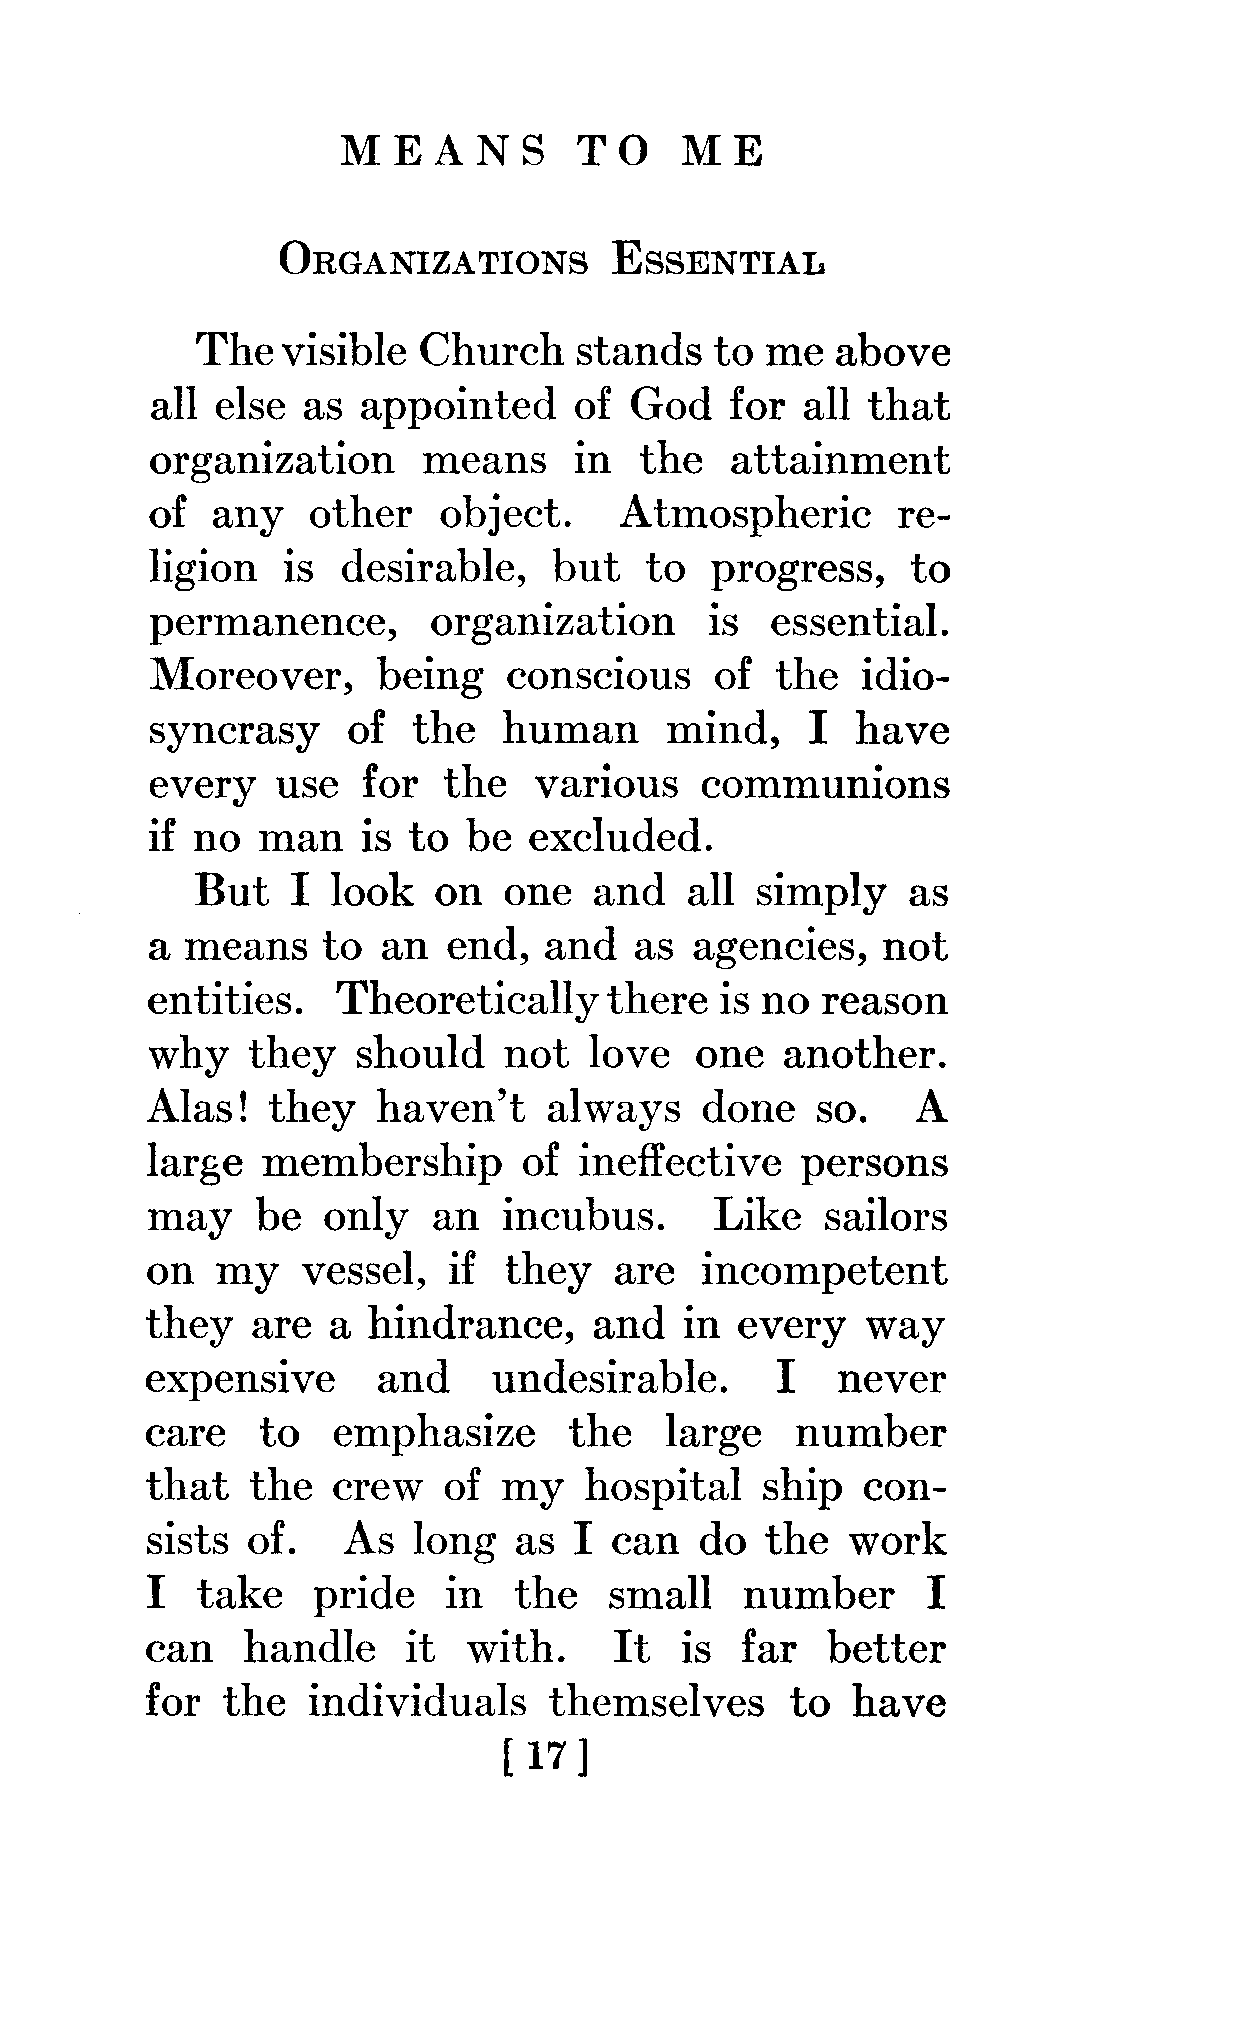 MEANS TO ME
ORGANIZATIONS ESSENTIAL
The visible Church stands to me above
all else as appointed of God for all that
organization means in the attainment
of any other object. Atmospheric re-
ligion is desirable, but to progress, to
permanence, organization is essential.
Moreover, being conscious of the idio-
syncrasy of the human mind, I have
every use for the various communions
if no man is to be excluded.
But I look on one and all simply as
a means to an end, and as agencies, not
entities. Theoretically there is no reason
why they should not love one another.
Alas! they haven't always done so. A
large membership of ineffective persons
may be only an incubus. Like sailors
on my vessel, if they are incompetent
they are a hindrance, and in every way
expensive and undesirable. I never
care to emphasize the large number
that the crew of my hospital ship con-
sists of. As long as I can do the work
I take pride in the small number I
can handle it with. It is far better
for the individuals themselves to have
[ 17 ]